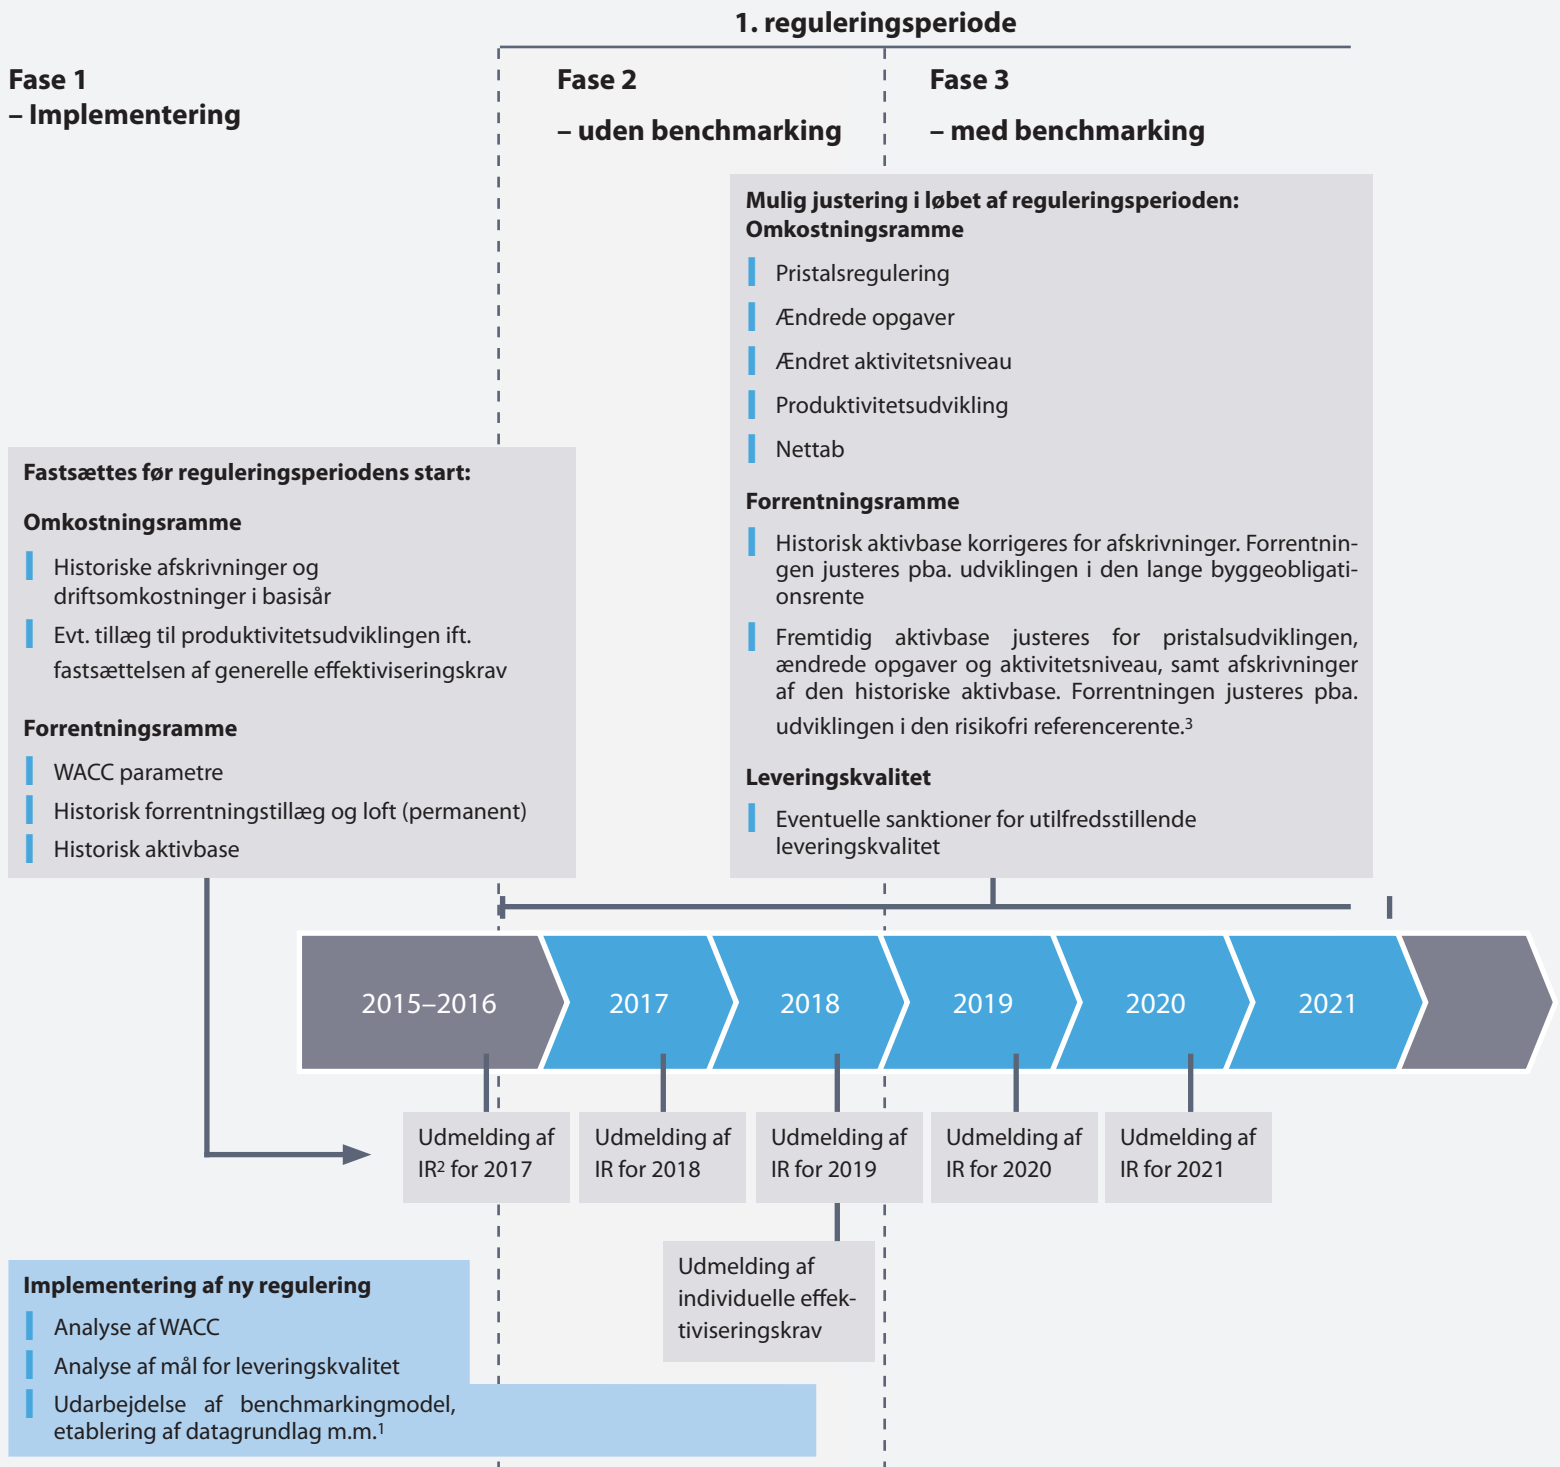 1. reguleringsperiode
Fase 1
– Implementering
Fase 2
– uden benchmarking
Fase 3
– med benchmarking
Mulig justering i løbet af reguleringsperioden:
Omkostningsramme
Pristalsregulering
Ændrede opgaver
Ændret aktivitetsniveau
Produktivitetsudvikling
Nettab
Forrentningsramme
Historisk aktivbase korrigeres for afskrivninger. Forrentnin-
gen justeres pba. udviklingen i den lange byggeobligati-
onsrente
Fremtidig aktivbase justeres for pristalsudviklingen,
ændrede opgaver og aktivitetsniveau, samt afskrivninger
af den historiske aktivbase. Forrentningen justeres pba.
udviklingen i den risikofri referencerente.³
Leveringskvalitet
Eventuelle sanktioner for utilfredsstillende
leveringskvalitet
Fastsættes før reguleringsperiodens start:
Omkostningsramme
Historiske afskrivninger og
driftsomkostninger i basisår
Evt. tillæg til produktivitetsudviklingen ift.
fastsættelsen af generelle effektiviseringskrav
Forrentningsramme
WACC parametre
Historisk forrentningstillæg og loft (permanent)
Historisk aktivbase
2015–2016
2017
2018
2019
2020
2021
Udmelding af
IR² for 2017
Udmelding af
IR for 2018
Udmelding af
IR for 2019
Udmelding af
IR for 2020
Udmelding af
IR for 2021
Udmelding af
individuelle effek-
tiviseringskrav
Implementering af ny regulering
Analyse af WACC
Analyse af mål for leveringskvalitet
Udarbejdelse af benchmarkingmodel,
etablering af datagrundlag m.m.¹